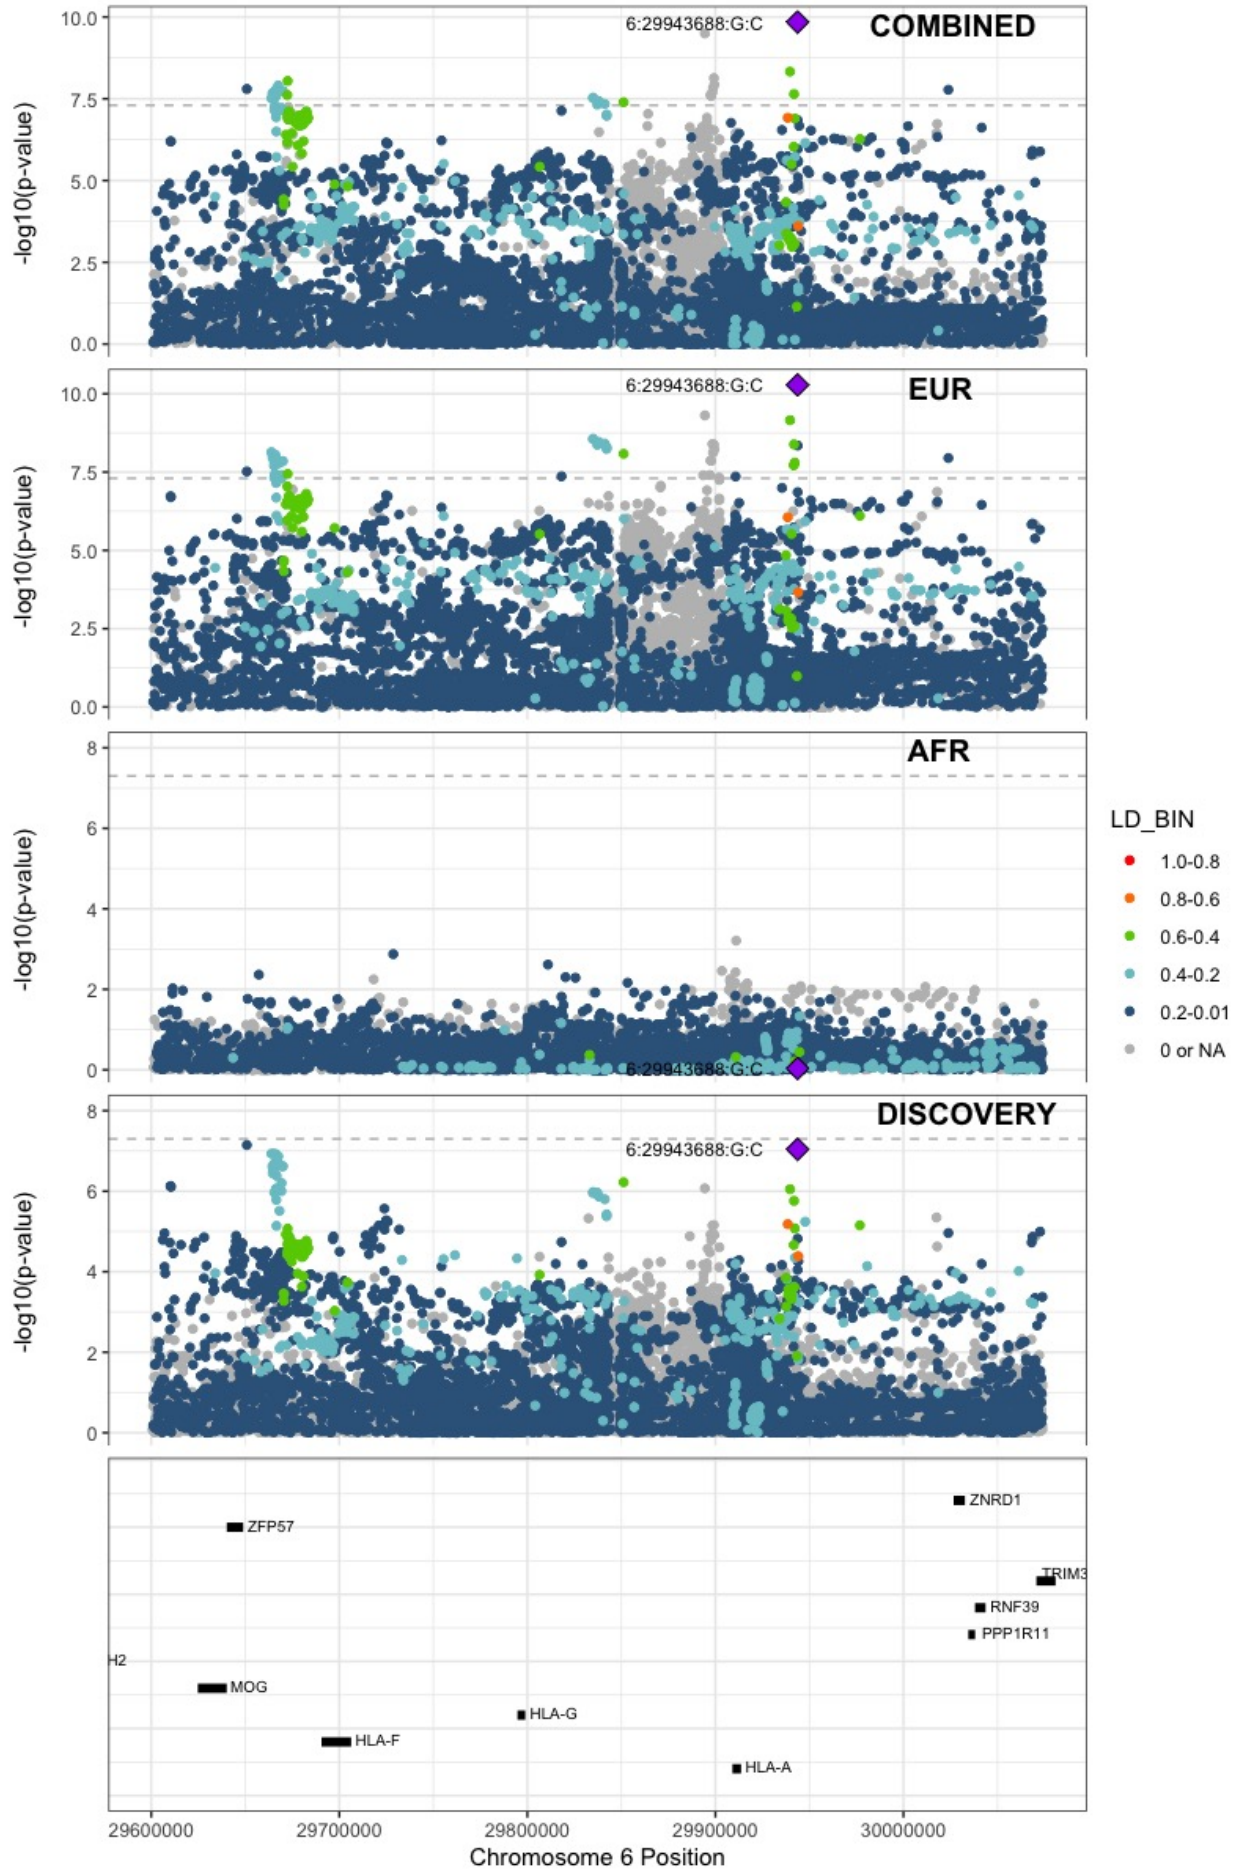 COMBINED
6:29943688:G:C
10.0
7.5
5.0
2.5
0.0
-log10(p-value)
EUR
6:29943688:G:C
10.0
7.5
5.0
2.5
0.0
-log10(p-value)
AFR
8
6
4
2
0
6:29943688:G:C
-log10(p-value)
LD_BIN
1.0-0.8
0.8-0.6
0.6-0.4
0.4-0.2
0.2-0.01
0 or NA
DISCOVERY
6:29943688:G:C
8
6
4
2
0
-log10(p-value)
ZNRD1
ZFP57
TRIM3
RNF39
PPP1R11
H2
MOG
HLA-G
HLA-F
HLA-A
29600000 29700000 29800000 29900000 30000000
Chromosome 6 Position